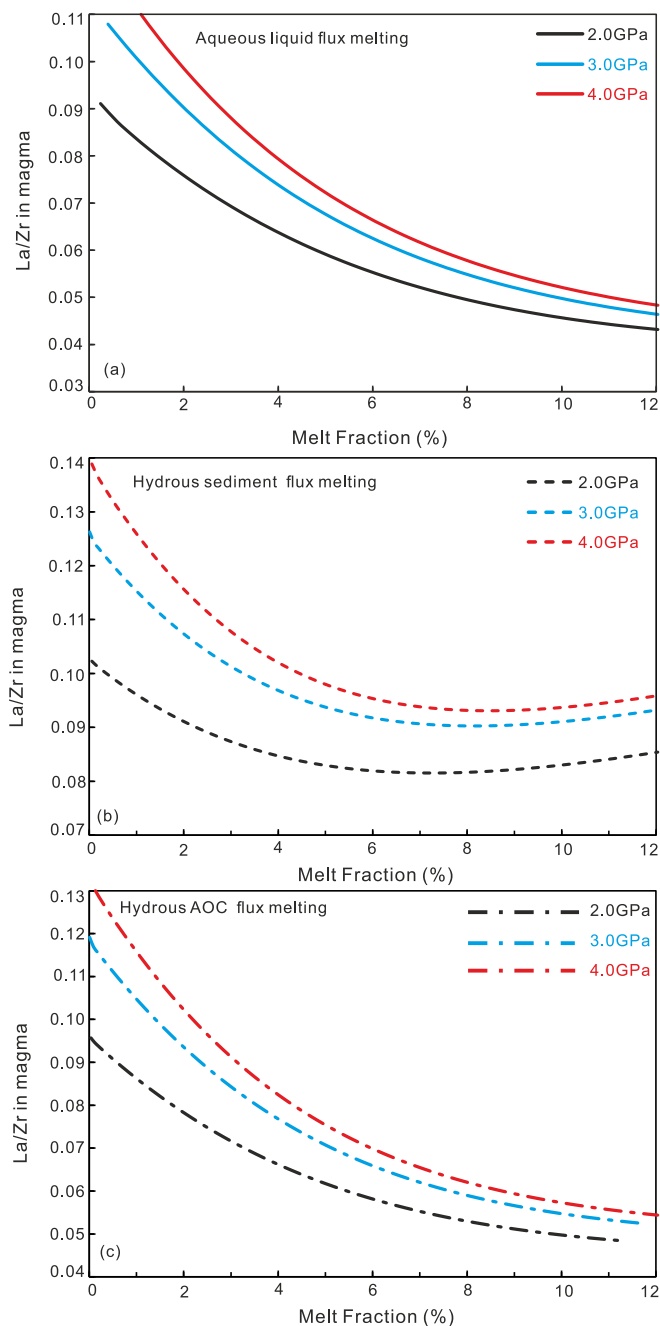 0.11
0.10
0.09
0.08
0.07
0.06
0.05
0.04
0.03
La/Zr in magma
Aqueous liquid flux melting
2.0GPa
3.0GPa
4.0GPa
(a)
0 2 4 6 8 10 12
Melt Fraction (%)
0.14
0.13
0.12
0.11
0.10
0.09
0.08
0.07
La/Zr in magma
Hydrous sediment flux melting
2.0GPa
3.0GPa
4.0GPa
(b)
0 2 4 6 8 10 12
Melt Fraction (%)
0.13
0.12
0.11
0.10
0.09
0.08
0.07
0.06
0.05
0.04
La/Zr in magma
Hydrous AOC flux melting
2.0GPa
3.0GPa
4.0GPa
(c)
0 2 4 6 8 10 12
Melt Fraction (%)